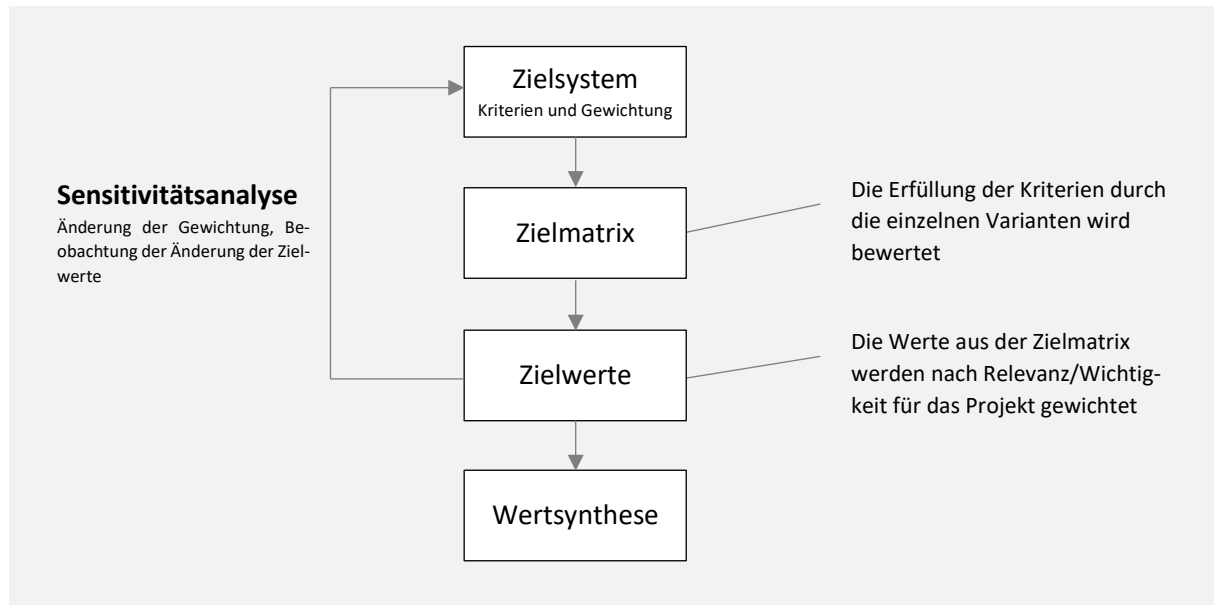 Zielsystem
Kriterien und Gewichtung
Sensitivitätsanalyse
Änderung der Gewichtung, Be-
obachtung der Änderung der Ziel-
werte
Zielmatrix
Die Erfüllung der Kriterien durch
die einzelnen Varianten wird
bewertet
Zielwerte
Die Werte aus der Zielmatrix
werden nach Relevanz/Wichtig-
keit für das Projekt gewichtet
Wertsynthese